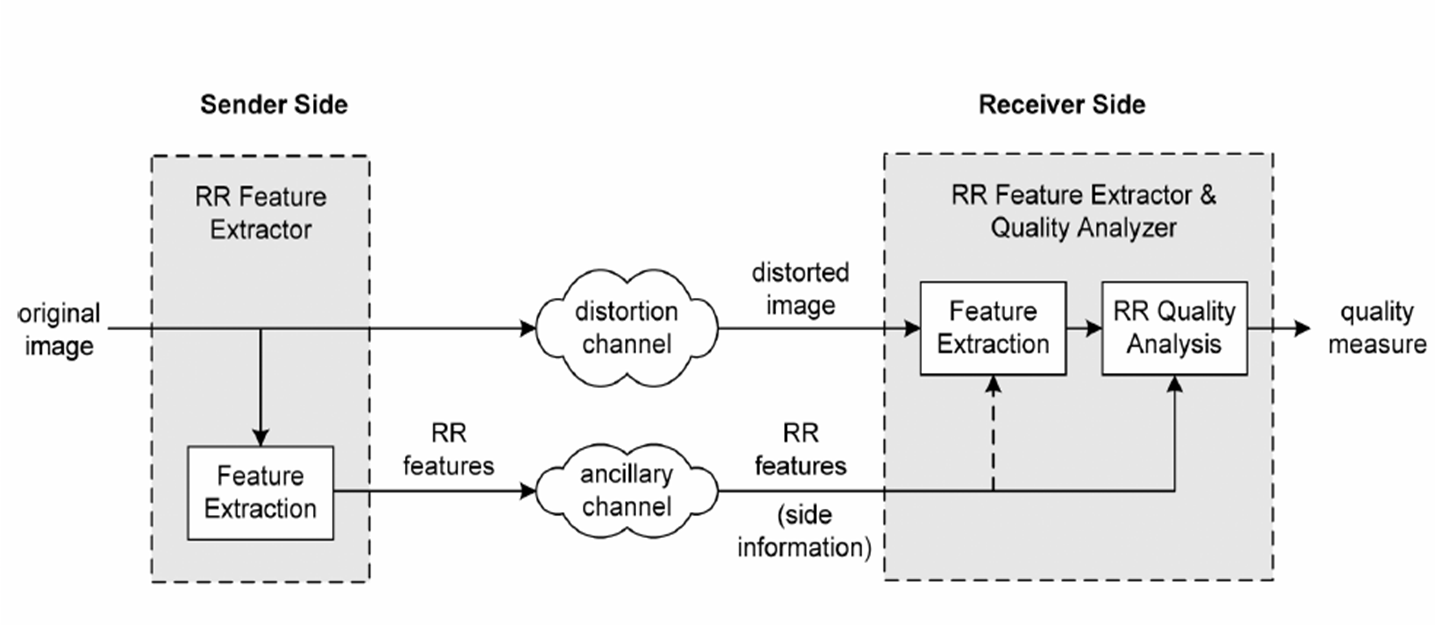 Sender Side
Receiver Side
RR Feature
Extractor
RR Feature Extractor &
Quality Analyzer
original
image
distortion
channel
distorted
image
Feature
Extraction
RR Quality
Analysis
quality
measure
Feature
Extraction
RR
features
ancillary
channel
RR
features
(side
information)